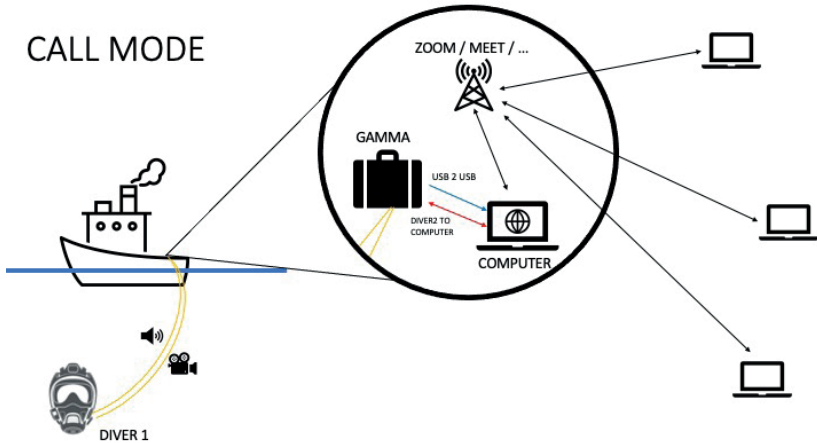 CALL MODE
ZOOM / MEET / ...
GAMMA
USB 2 USB
DIVER2 TO
COMPUTER
COMPUTER
DIVER 1